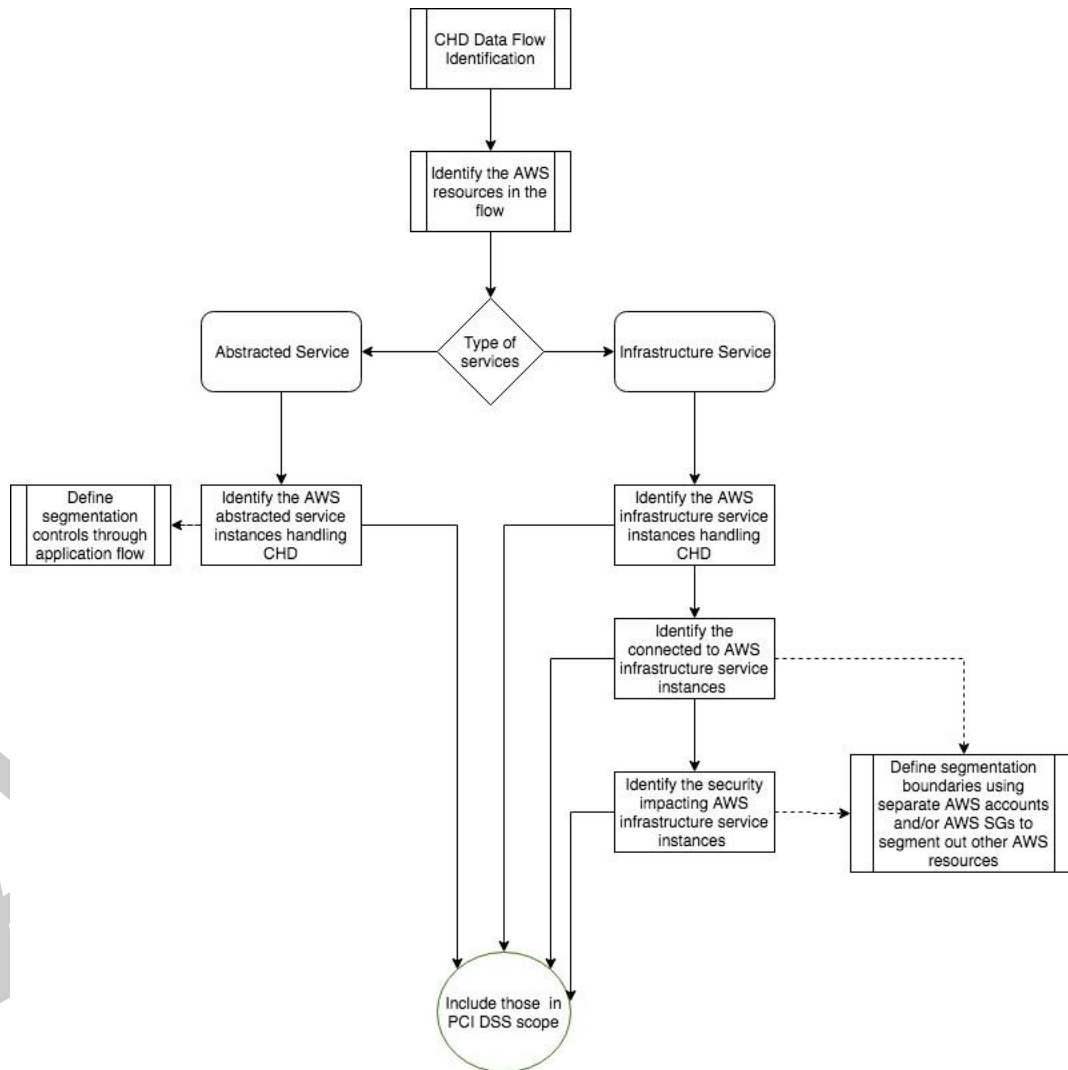 CHD Data Flow
Identification
Identify the AWS
resources in the
flow
Type of
services
Abstracted Service
Infrastructure Service
Define
segmentation
controls through
application flow
Identify the AWS
abstracted service
instances handling
CHD
Identify the AWS
infrastructure service
instances handling
CHD
Identify the
connected to AWS
infrastructure service
instances
Identify the security
impacting AWS
infrastructure service
instances
Define segmentation
boundaries using
separate AWS accounts
and/or AWS SGs to
segment out other AWS
resources
Include those in
PCI DSS scope